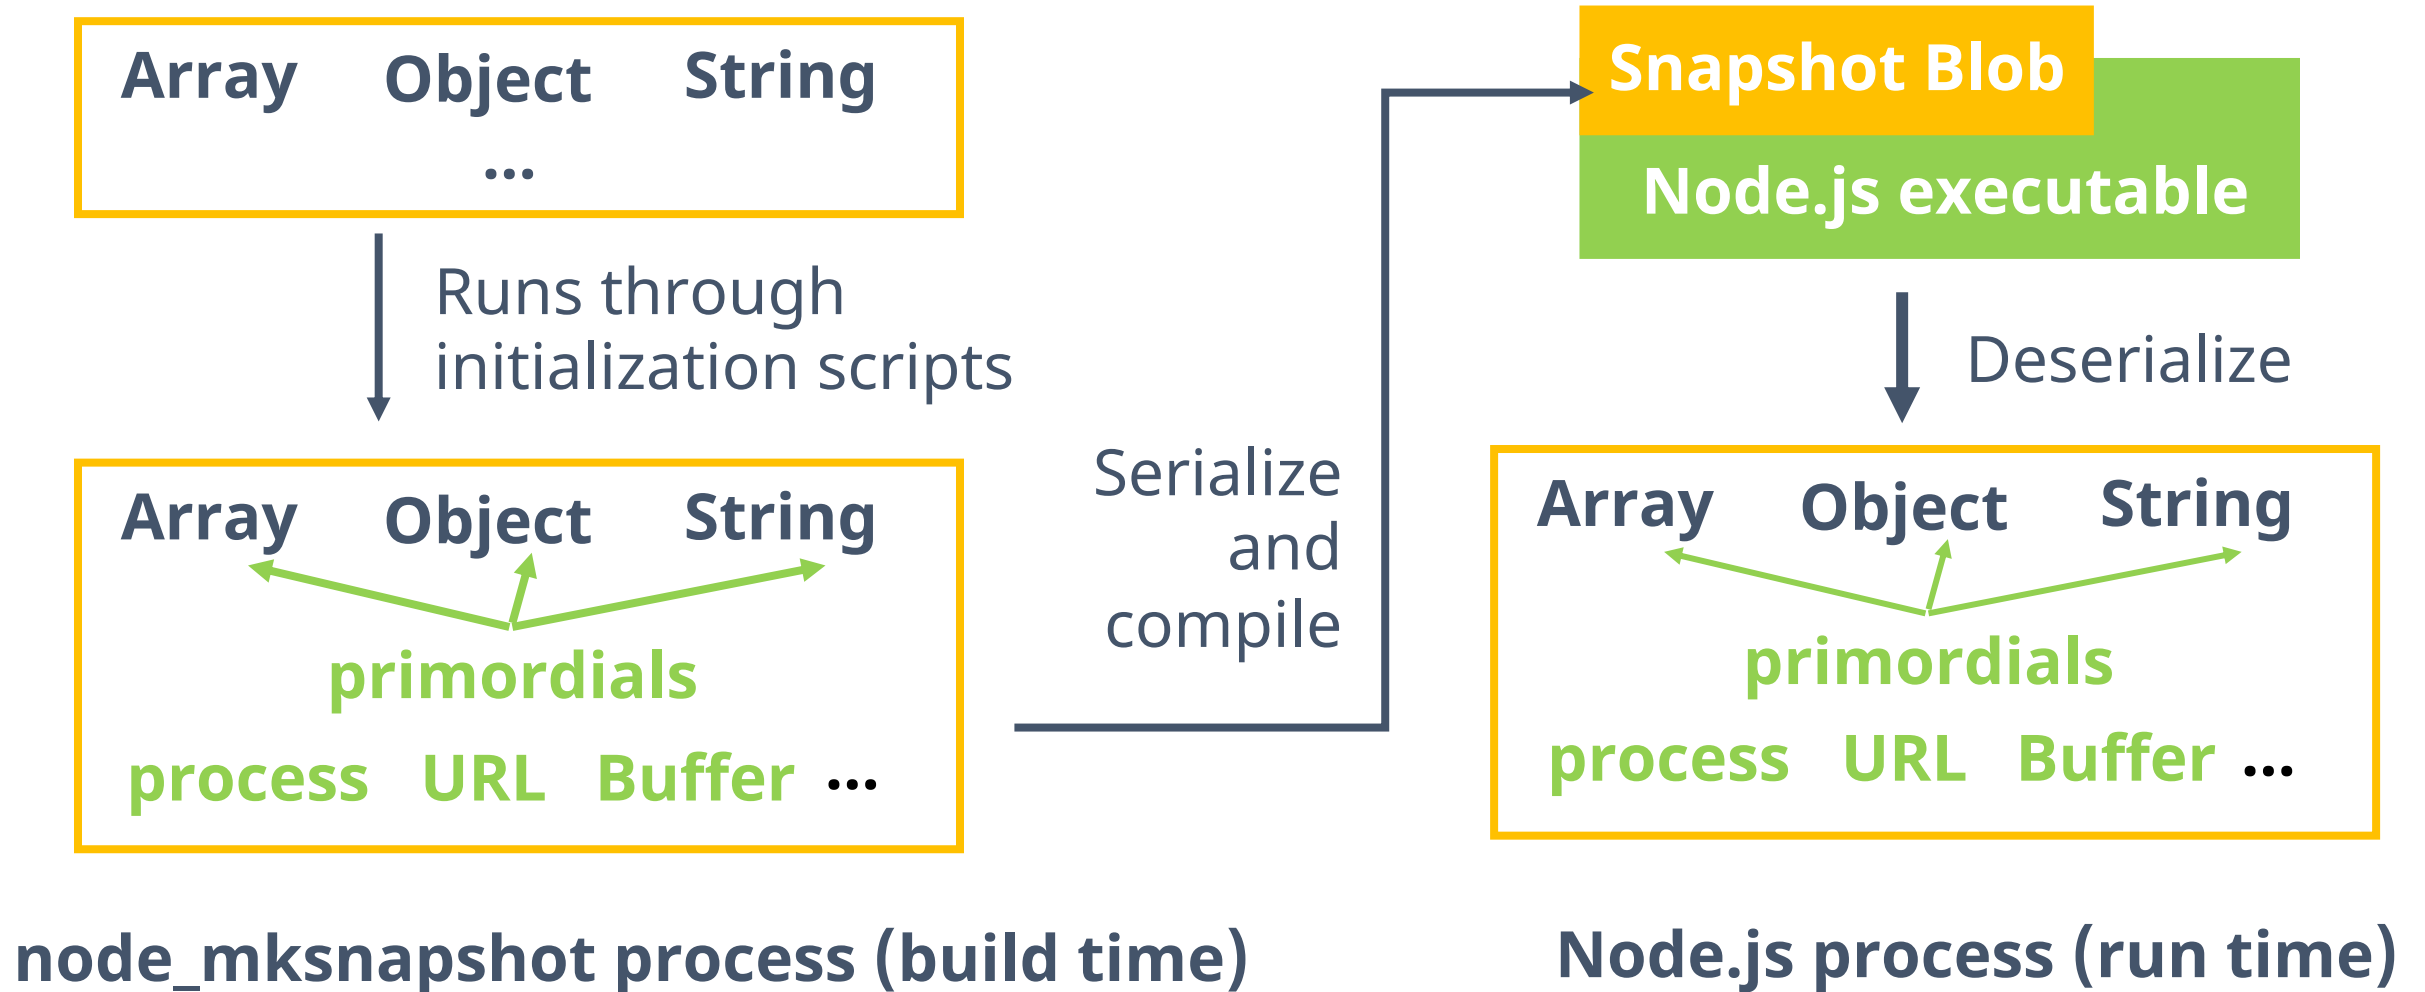 Array Object String
...
Runs through
initialization scripts
Array Object String
primordials
process URL Buffer ...
node_mksnapshot process (build time)
Serialize
and
compile
Snapshot Blob
Node.js executable
Deserialize
Array Object String
primordials
process URL Buffer ...
Node.js process (run time)